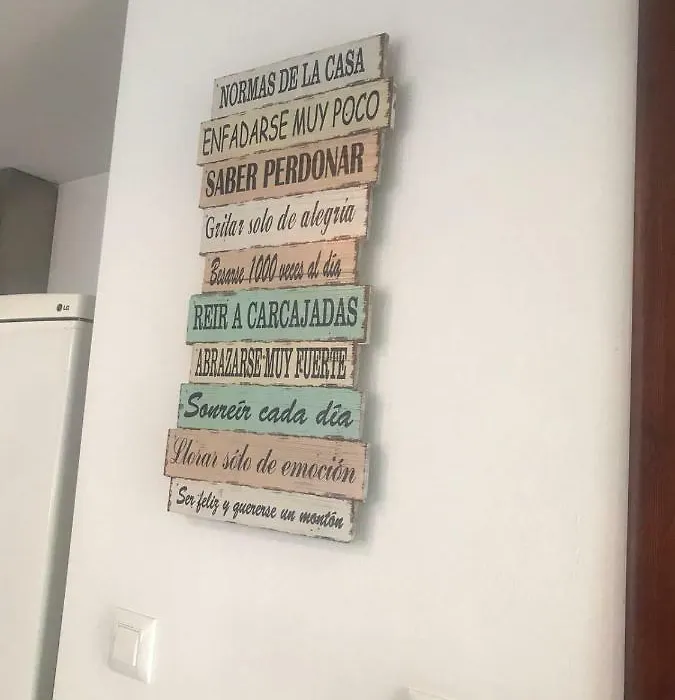 NORMAS DE LA CASA
ENFADARSE MUY POCO
SABER PERDONAR
Gritar solo de alegría
Besarse 1000 veces al día
REIR A CARCAJADAS
ABRAZARSE MUY FUERTE
Sonreír cada día
Llorar sólo de emoción
Ser feliz y quererse un montón
LG